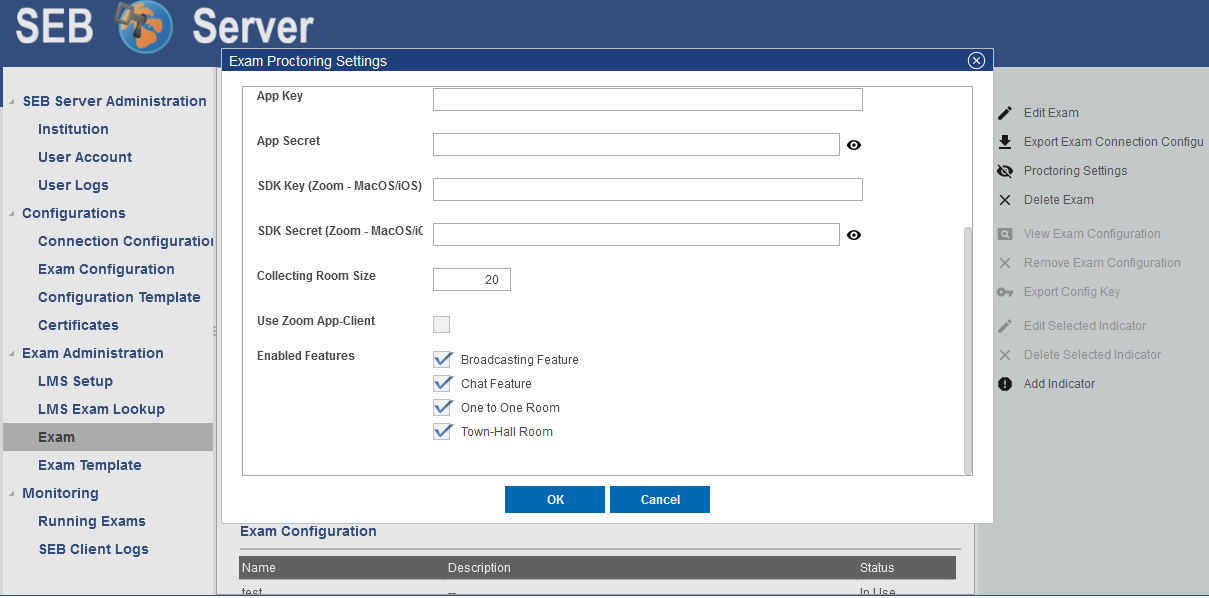 SEB Server
Exam Proctoring Settings
SEB Server Administration
Institution
User Account
User Logs
Configurations
Connection Configuration
Exam Configuration
Configuration Template
Certificates
Exam Administration
LMS Setup
LMS Exam Lookup
Exam
Exam Template
Monitoring
Running Exams
SEB Client Logs
App Key
App Secret
SDK Key (Zoom - MacOS/iOS)
SDK Secret (Zoom - MacOS/iO
Collecting Room Size
20
Use Zoom App-Client
Enabled Features
Broadcasting Feature
Chat Feature
One to One Room
Town-Hall Room
OK Cancel
Exam Configuration
Name Description Status
test -- In Use
Edit Exam
Export Exam Connection Configu
Proctoring Settings
Delete Exam
View Exam Configuration
Remove Exam Configuration
Export Config Key
Edit Selected Indicator
Delete Selected Indicator
Add Indicator